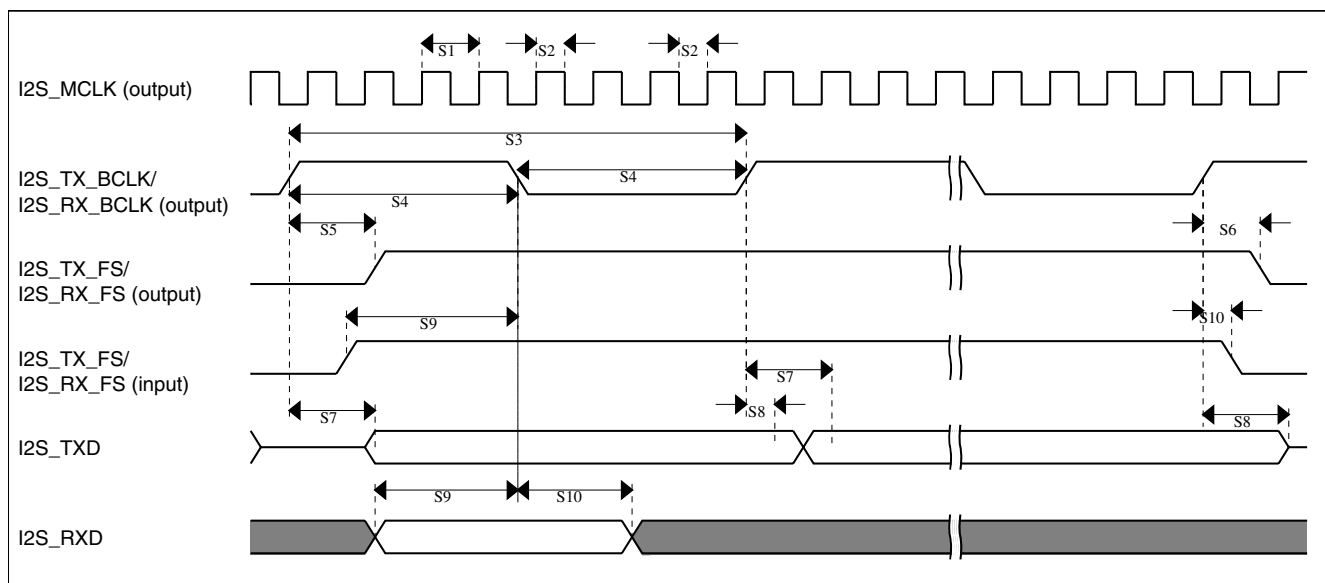 S1 S2 S2
I2S_MCLK (output)
S3
I2S_TX_BCLK/
I2S_RX_BCLK (output)
S4
S4
S5
S6
I2S_TX_FS/
I2S_RX_FS (output)
S9
S10
I2S_TX_FS/
I2S_RX_FS (input)
S7
S7
S8
S8
I2S_TXD
S9 S10
I2S_RXD